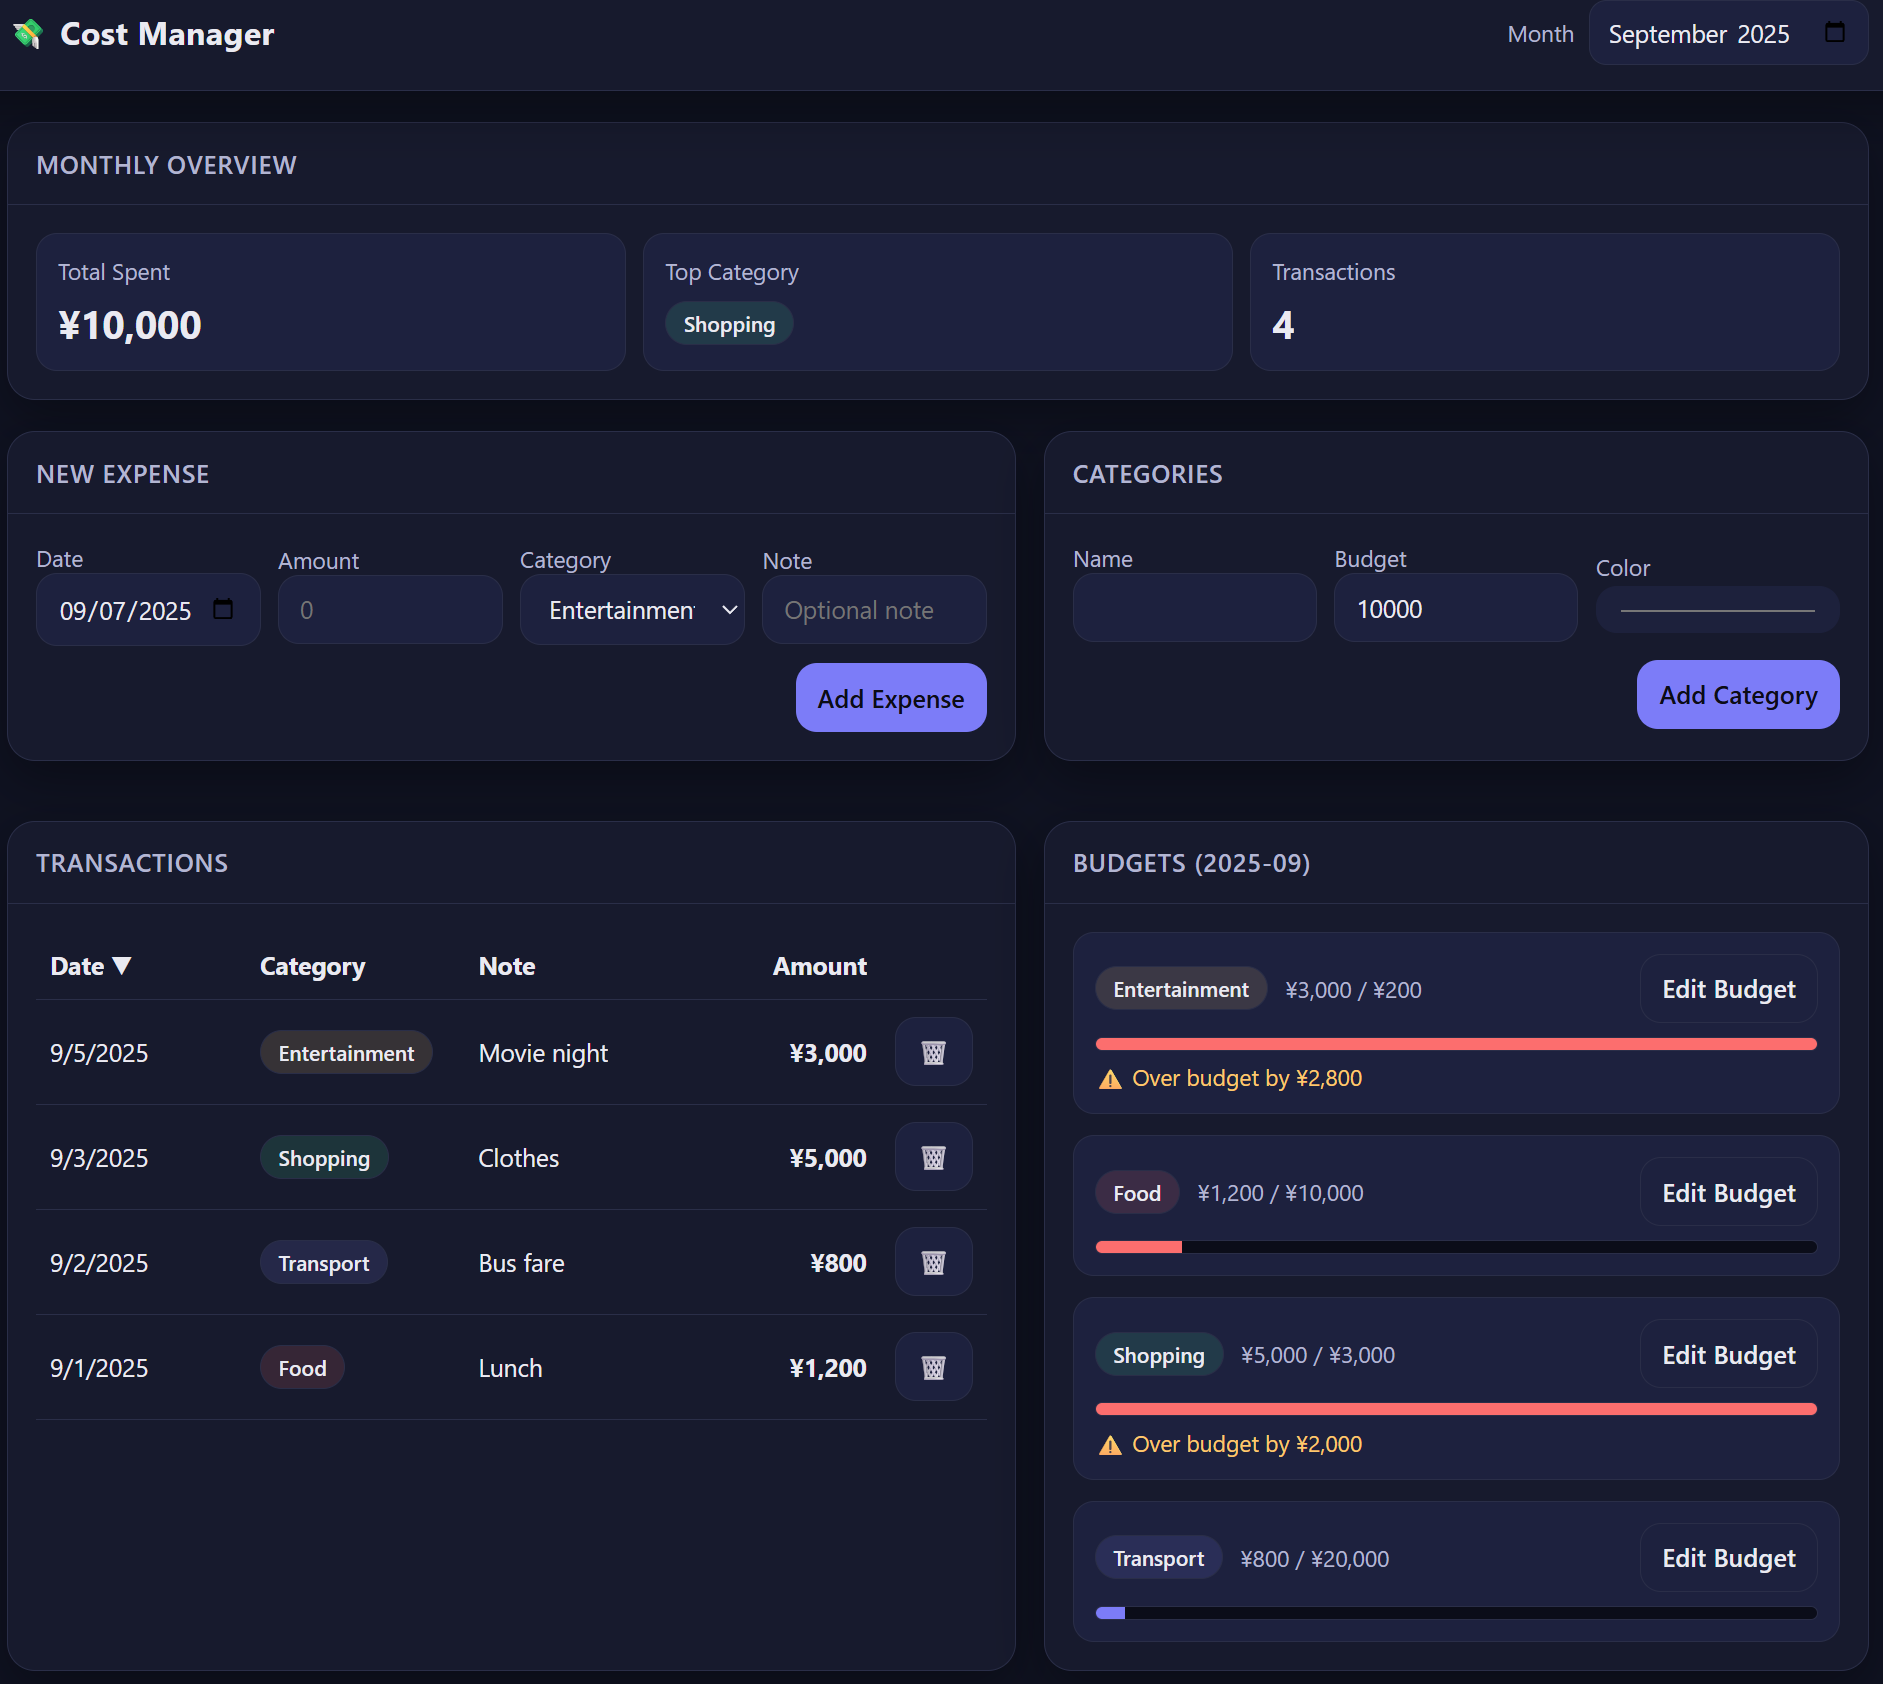 Cost Manager
Month
September 2025
MONTHLY OVERVIEW
Total Spent
¥10,000
Top Category
Shopping
Transactions
4
NEW EXPENSE
Date
09/07/2025
Amount
0
Category
Entertainmen
Note
Optional note
Add Expense
CATEGORIES
Name
Budget
10000
Color
Add Category
TRANSACTIONS
Date ▼ Category Note Amount
9/5/2025 Entertainment Movie night ¥3,000
9/3/2025 Shopping Clothes ¥5,000
9/2/2025 Transport Bus fare ¥800
9/1/2025 Food Lunch ¥1,200
BUDGETS (2025-09)
Entertainment ¥3,000 / ¥200 Edit Budget
Over budget by ¥2,800
Food ¥1,200 / ¥10,000 Edit Budget
Shopping ¥5,000 / ¥3,000 Edit Budget
Over budget by ¥2,000
Transport ¥800 / ¥20,000 Edit Budget